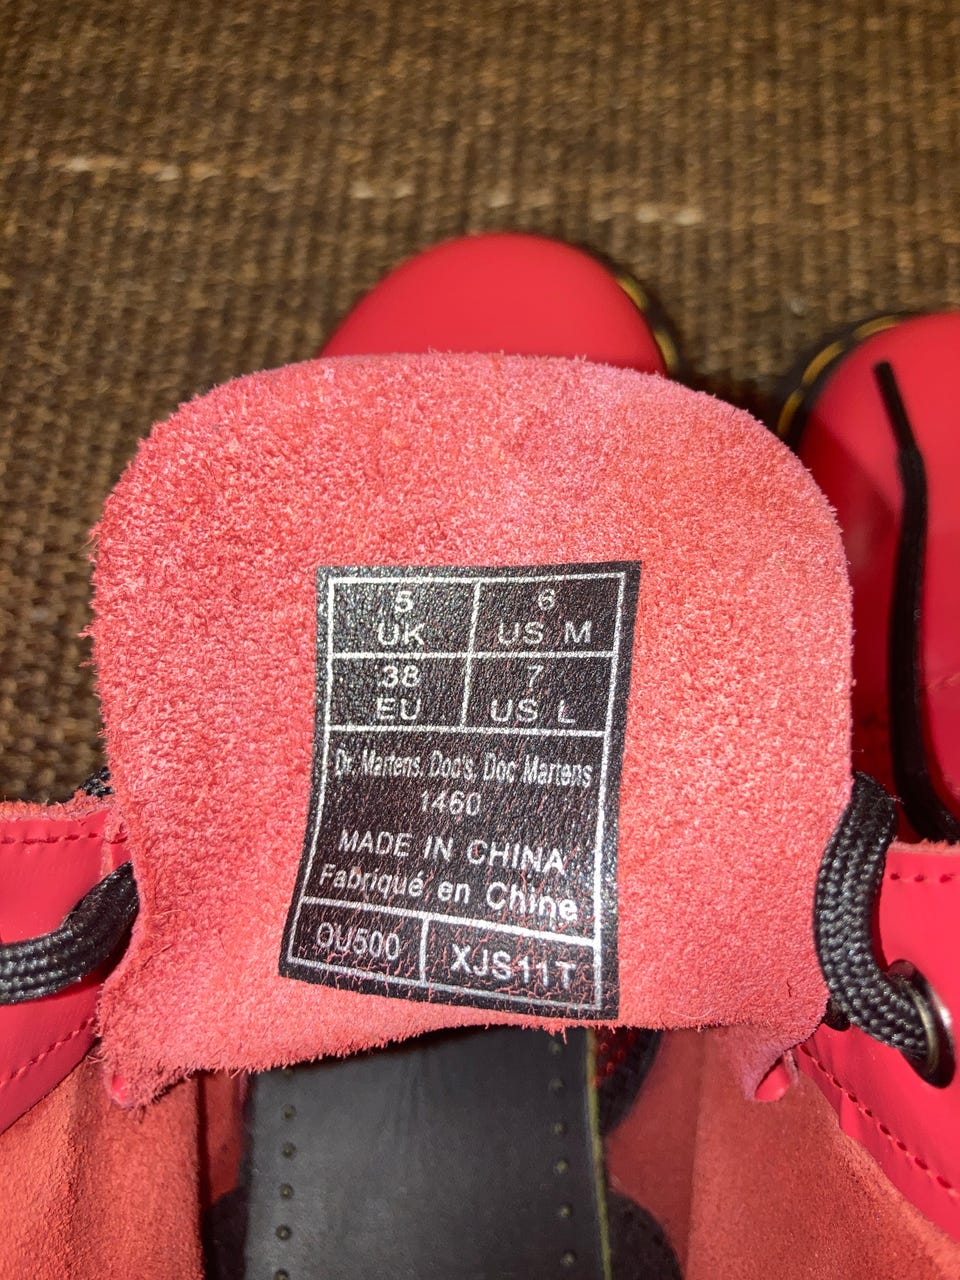 5 6
UK US M
38 7
EU US L
Dr. Martens. Doc's. Doc Martens
1460
MADE IN CHINA
Fabriqué en Chine
OU500 XJS11T